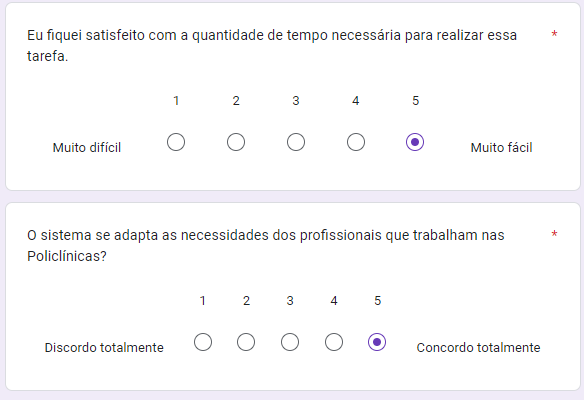 Eu fiquei satisfeito com a quantidade de tempo necessária para realizar essa *
tarefa.
1 2 3 4 5
Muito difícil Muito fácil
O sistema se adapta as necessidades dos profissionais que trabalham nas *
Policlínicas?
1 2 3 4 5
Discordo totalmente Concordo totalmente